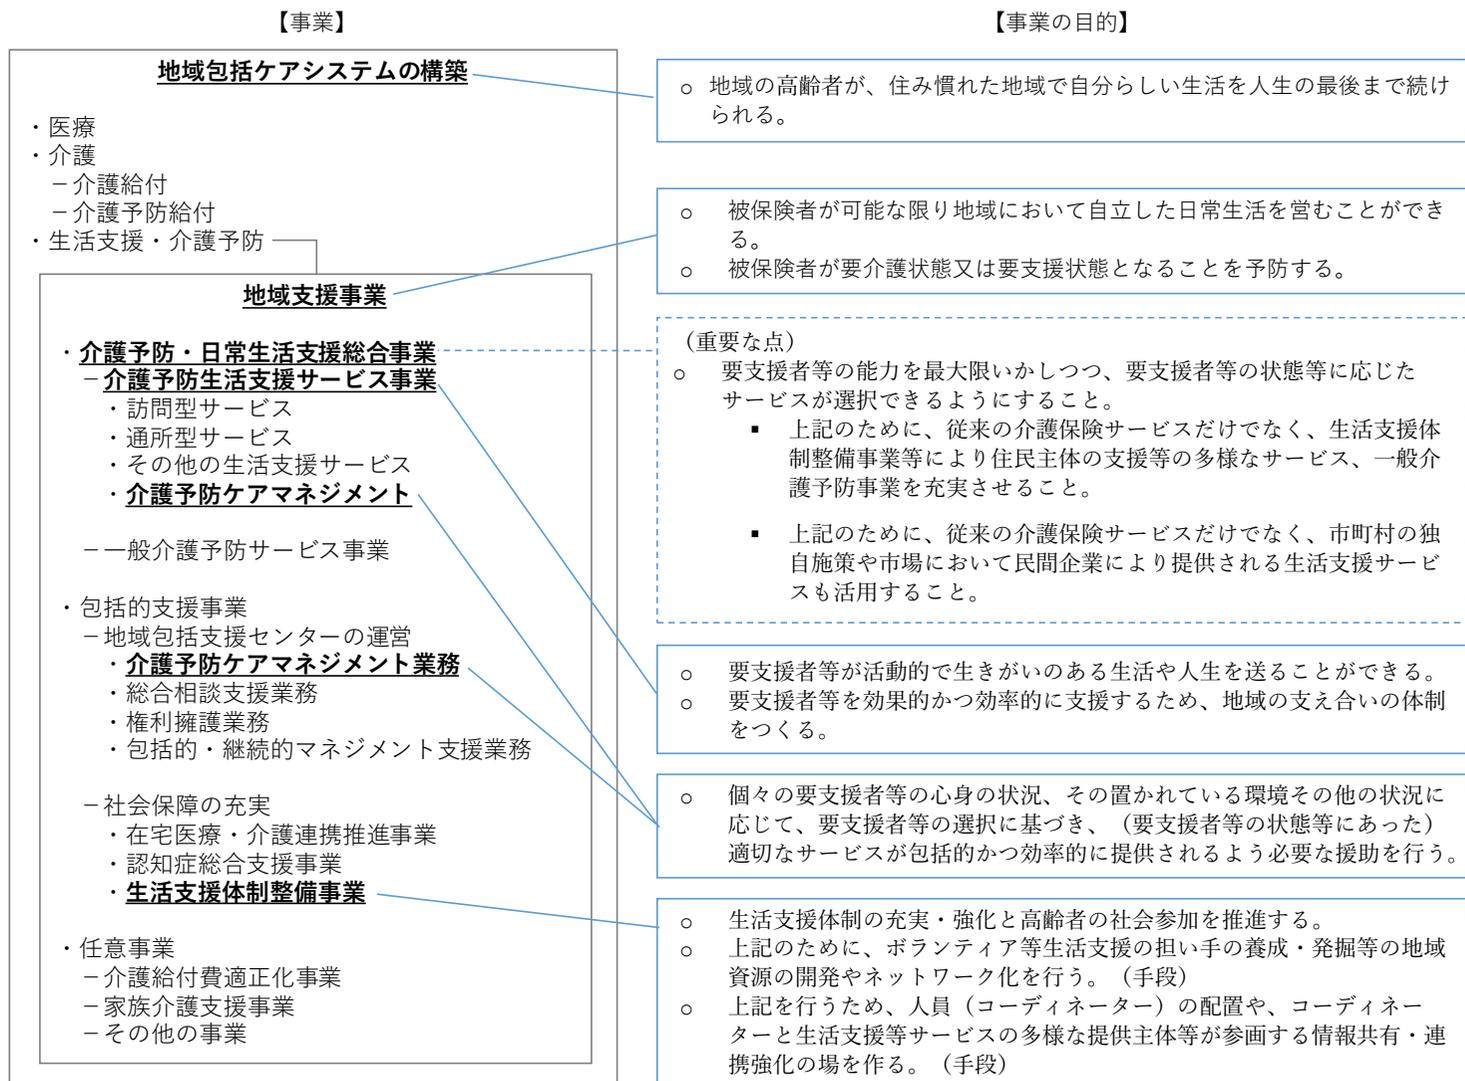 【事業】
地域包括ケアシステムの構築
・医療
・介護
－介護給付
－介護予防給付
・生活支援・介護予防
地域支援事業
・介護予防・日常生活支援総合事業
－介護予防生活支援サービス事業
・訪問型サービス
・通所型サービス
・その他の生活支援サービス
・介護予防ケアマネジメント
－一般介護予防サービス事業
・包括的支援事業
－地域包括支援センターの運営
・介護予防ケアマネジメント業務
・総合相談支援業務
・権利擁護業務
・包括的・継続的マネジメント支援業務
－社会保障の充実
・在宅医療・介護連携推進事業
・認知症総合支援事業
・生活支援体制整備事業
・任意事業
－介護給付費適正化事業
－家族介護支援事業
－その他の事業
【事業の目的】
○ 地域の高齢者が、住み慣れた地域で自分らしい生活を人生の最後まで続け
られる。
○ 被保険者が可能な限り地域において自立した日常生活を営むことができ
る。
○ 被保険者が要介護状態又は要支援状態となることを予防する。
（重要な点）
○ 要支援者等の能力を最大限いかしつつ、要支援者等の状態等に応じた
サービスが選択できるようにすること。
▪ 上記のために、従来の介護保険サービスだけでなく、生活支援体
制整備事業等により住民主体の支援等の多様なサービス、一般介
護予防事業を充実させること。
▪ 上記のために、従来の介護保険サービスだけでなく、市町村の独
自施策や市場において民間企業により提供される生活支援サービ
スも活用すること。
○ 要支援者等が活動的で生きがいのある生活や人生を送ることができる。
○ 要支援者等を効果的かつ効率的に支援するため、地域の支え合いの体制
をつくる。
○ 個々の要支援者等の心身の状況、その置かれている環境その他の状況に
応じて、要支援者等の選択に基づき、（要支援者等の状態等にあった）
適切なサービスが包括的かつ効率的に提供されるよう必要な援助を行う。
○ 生活支援体制の充実・強化と高齢者の社会参加を推進する。
○ 上記のために、ボランティア等生活支援の担い手の養成・発掘等の地域
資源の開発やネットワーク化を行う。（手段）
○ 上記を行うため、人員（コーディネーター）の配置や、コーディネー
ターと生活支援等サービスの多様な提供主体等が参画する情報共有・連
携強化の場を作る。（手段）